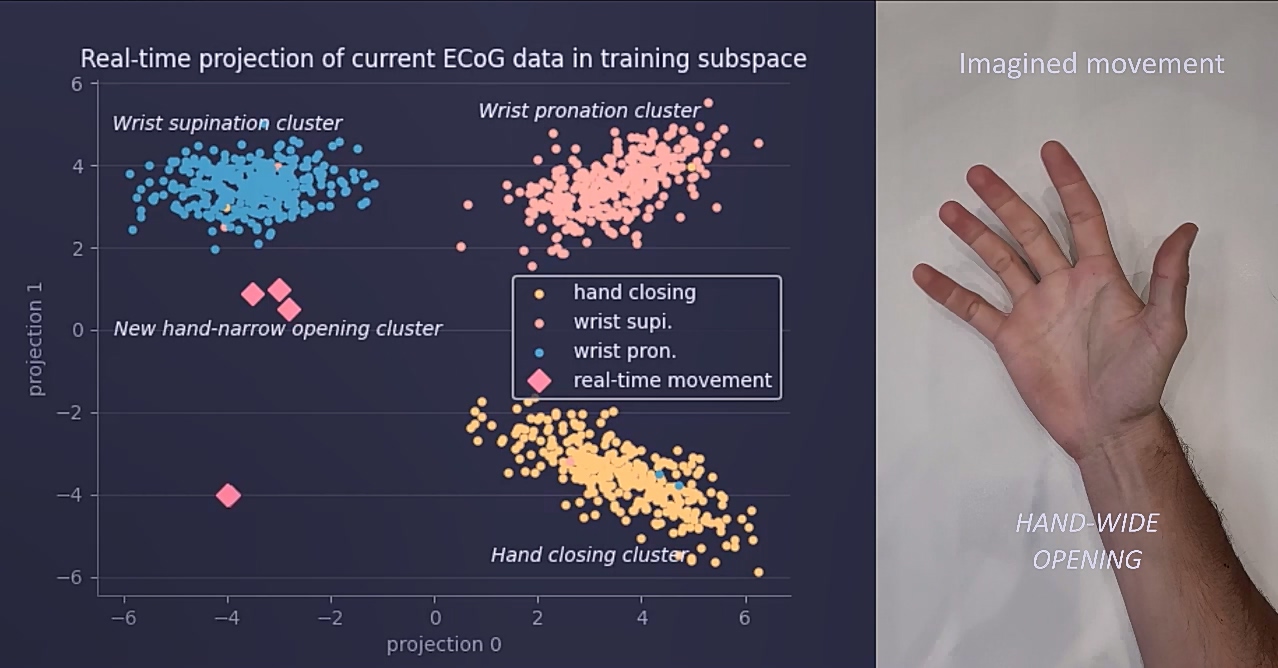 Real-time projection of current ECoG data in training subspace
Imagined movement
6
4
2
0
−2
−4
−6
projection 1
Wrist supination cluster
Wrist pronation cluster
New hand-narrow opening cluster
hand closing
wrist supi.
wrist pron.
real-time movement
Hand closing cluster
−6
−4
−2
0
2
4
6
projection 0
HAND-WIDE
OPENING